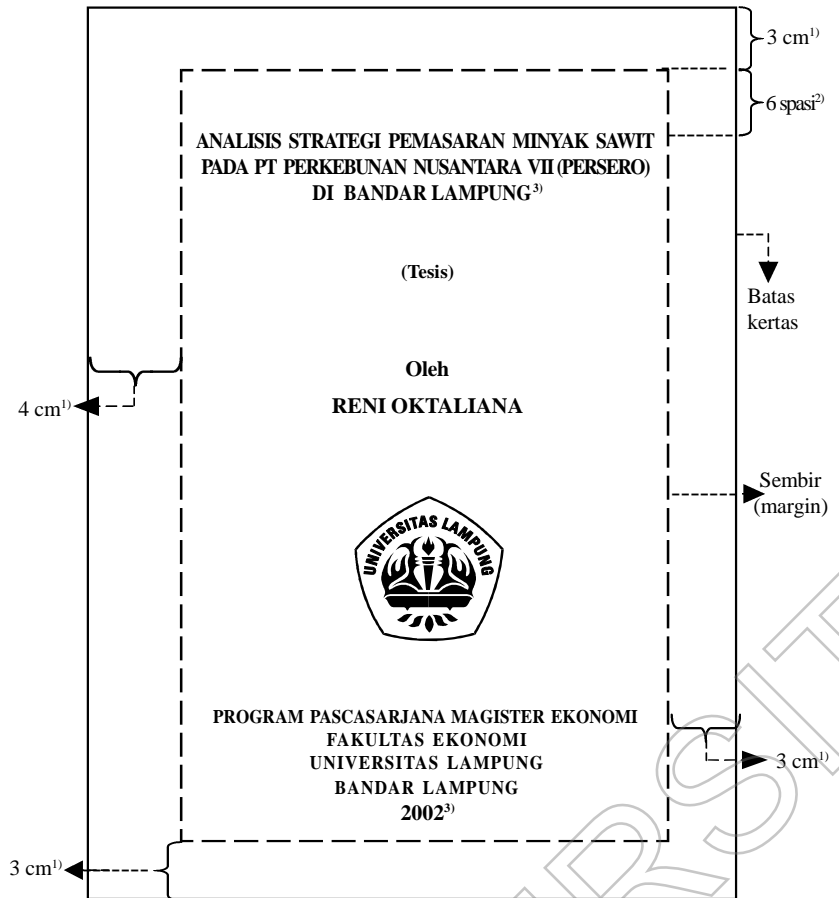 3 cm1)
6 spasi2)
ANALISIS STRATEGI PEMASARAN MINYAK SAWIT
PADA PT PERKEBUNAN NUSANTARA VII (PERSERO)
DI BANDAR LAMPUNG3)
(Tesis)
Batas
kertas
Oleh
RENI OKTALIANA
4 cm1)
Sembir
(margin)
UNIVERSITAS LAMPUNG
PROGRAM PASCASARJANA MAGISTER EKONOMI
FAKULTAS EKONOMI
UNIVERSITAS LAMPUNG
BANDAR LAMPUNG
20023)
3 cm1)
3 cm1)
RSIT